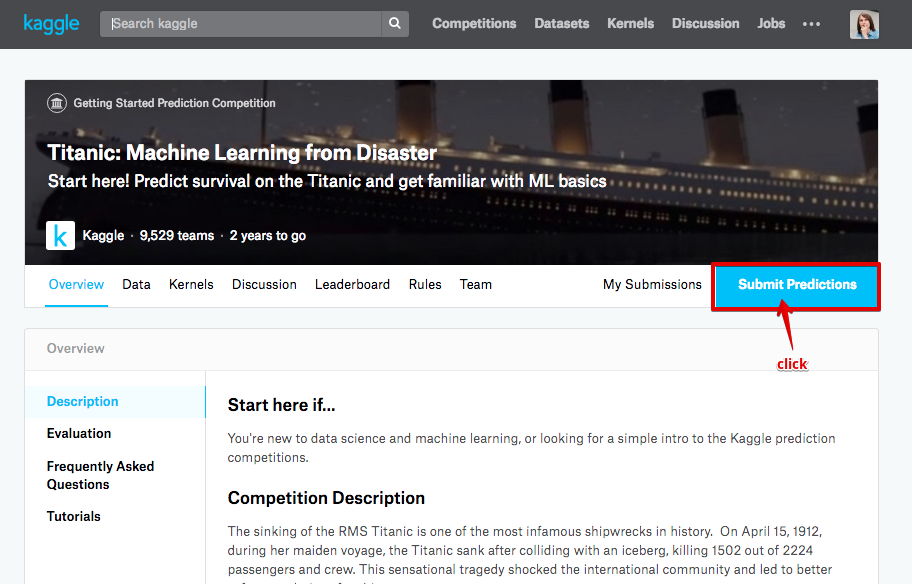 kaggle
Search kaggle
Competitions Datasets Kernels Discussion Jobs •••
Getting Started Prediction Competition
Titanic: Machine Learning from Disaster
Start here! Predict survival on the Titanic and get familiar with ML basics
k
Kaggle · 9,529 teams · 2 years to go
Overview Data Kernels Discussion Leaderboard Rules Team My Submissions Submit Predictions
click
Overview
Description
Evaluation
Frequently Asked
Questions
Tutorials
Start here if...
You're new to data science and machine learning, or looking for a simple intro to the Kaggle prediction
competitions.
Competition Description
The sinking of the RMS Titanic is one of the most infamous shipwrecks in history. On April 15, 1912,
during her maiden voyage, the Titanic sank after colliding with an iceberg, killing 1502 out of 2224
passengers and crew. This sensational tragedy shocked the international community and led to better